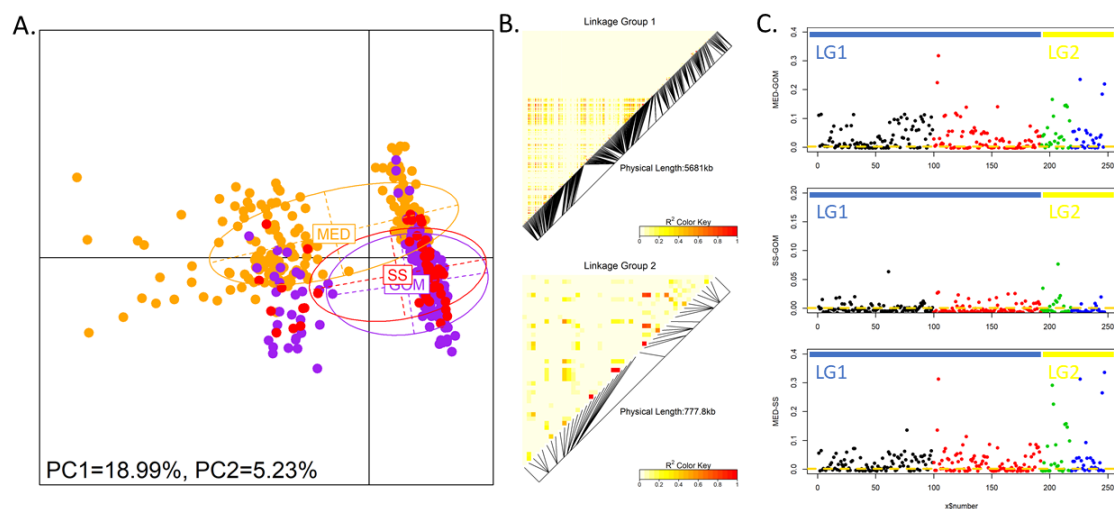 A.
MED
SS
GOM
PC1=18.99%, PC2=5.23%
B.
Linkage Group 1
Physical Length:5681kb
R² Color Key
0 0.2 0.4 0.6 0.8 1
Linkage Group 2
Physical Length:777.8kb
R² Color Key
0 0.2 0.4 0.6 0.8 1
C.
LG1 LG2
MED-GOM
0.4
0.3
0.2
0.1
0.0
0 50 100 150 200 250
LG1 LG2
SS-GOM
0.20
0.15
0.10
0.05
0.00
0 50 100 150 200 250
LG1 LG2
MED-SS
0.4
0.3
0.2
0.1
0.0
0 50 100 150 200 250
x$number